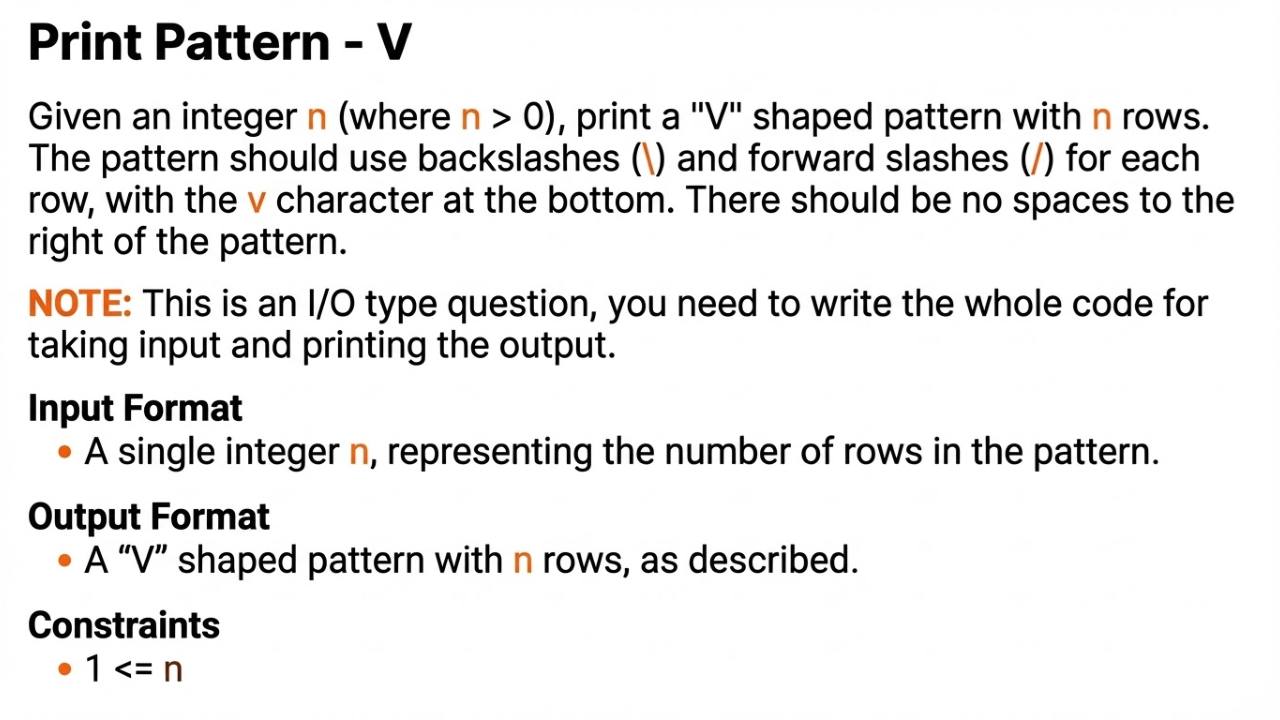 Print Pattern - V
Given an integer n (where n > 0), print a "V" shaped pattern with n rows.
The pattern should use backslashes (\) and forward slashes (/) for each
row, with the v character at the bottom. There should be no spaces to the
right of the pattern.
NOTE: This is an I/O type question, you need to write the whole code for
taking input and printing the output.
Input Format
• A single integer n, representing the number of rows in the pattern.
Output Format
• A “V” shaped pattern with n rows, as described.
Constraints
• 1 <= n